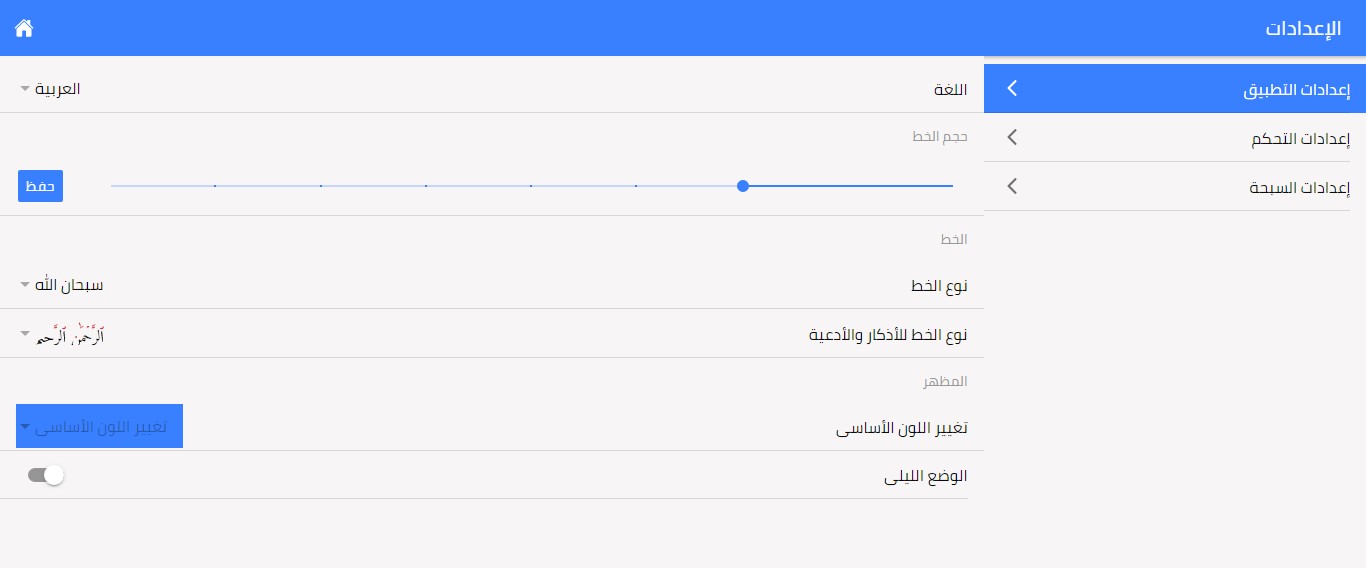 الإعدادات
إعدادات التطبيق
إعدادات التحكم
إعدادات السبحة
اللغة العربية
حجم الخط
حفظ
الخط
نوع الخط سبحان الله
نوع الخط للأذكار والأدعية ٱلرَّحۡمَٰنِ ٱلرَّحِيمِ
المظهر
تغيير اللون الأساسى تغيير اللون الأساسى
الوضع الليلى